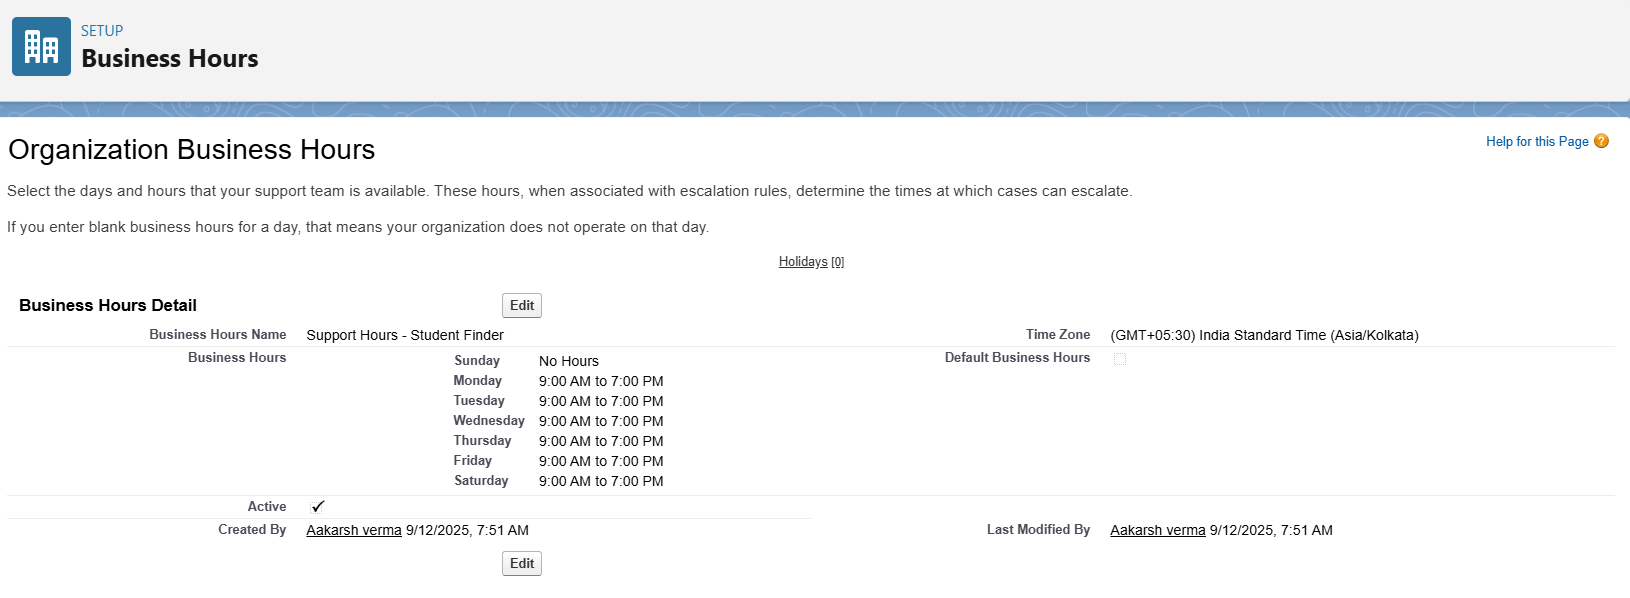 SETUP
Business Hours
Organization Business Hours
Help for this Page ?
Select the days and hours that your support team is available. These hours, when associated with escalation rules, determine the times at which cases can escalate.
If you enter blank business hours for a day, that means your organization does not operate on that day.
Holidays [0]
Business Hours Detail Edit
Business Hours Name Support Hours - Student Finder Time Zone (GMT+05:30) India Standard Time (Asia/Kolkata)
Business Hours Default Business Hours
Sunday No Hours
Monday 9:00 AM to 7:00 PM
Tuesday 9:00 AM to 7:00 PM
Wednesday 9:00 AM to 7:00 PM
Thursday 9:00 AM to 7:00 PM
Friday 9:00 AM to 7:00 PM
Saturday 9:00 AM to 7:00 PM
Active ✓
Created By Aakarsh verma 9/12/2025, 7:51 AM Last Modified By Aakarsh verma 9/12/2025, 7:51 AM
Edit